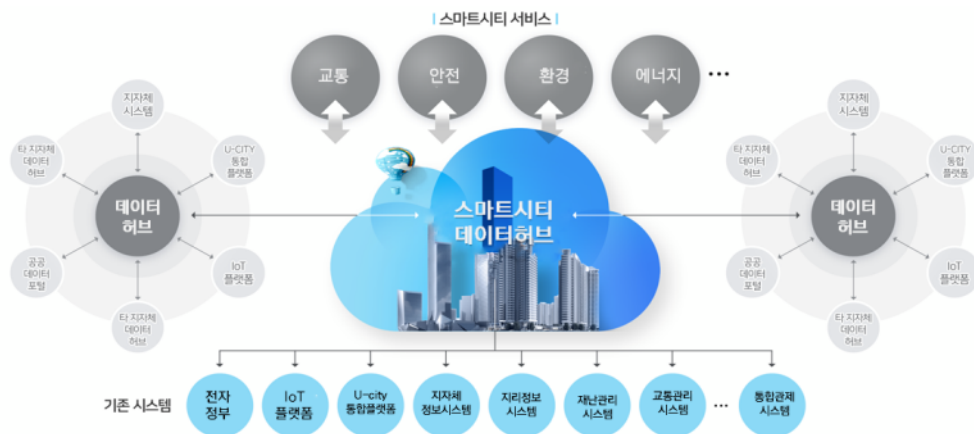 스마트시티 서비스
교통
안전
환경
에너지
...
지자체
시스템
타 지자체
데이터
허브
U-CITY
통합
플랫폼
데이터
허브
공공
데이터
포털
IoT
플랫폼
타 지자체
데이터
허브
스마트시티
데이터허브
지자체
시스템
타 지자체
데이터
허브
U-CITY
통합
플랫폼
데이터
허브
공공
데이터
포털
IoT
플랫폼
타 지자체
데이터
허브
기존 시스템
전자
정부
IoT
플랫폼
U-city
통합플랫폼
지자체
정보시스템
지리정보
시스템
재난관리
시스템
교통관리
시스템
...
통합관제
시스템